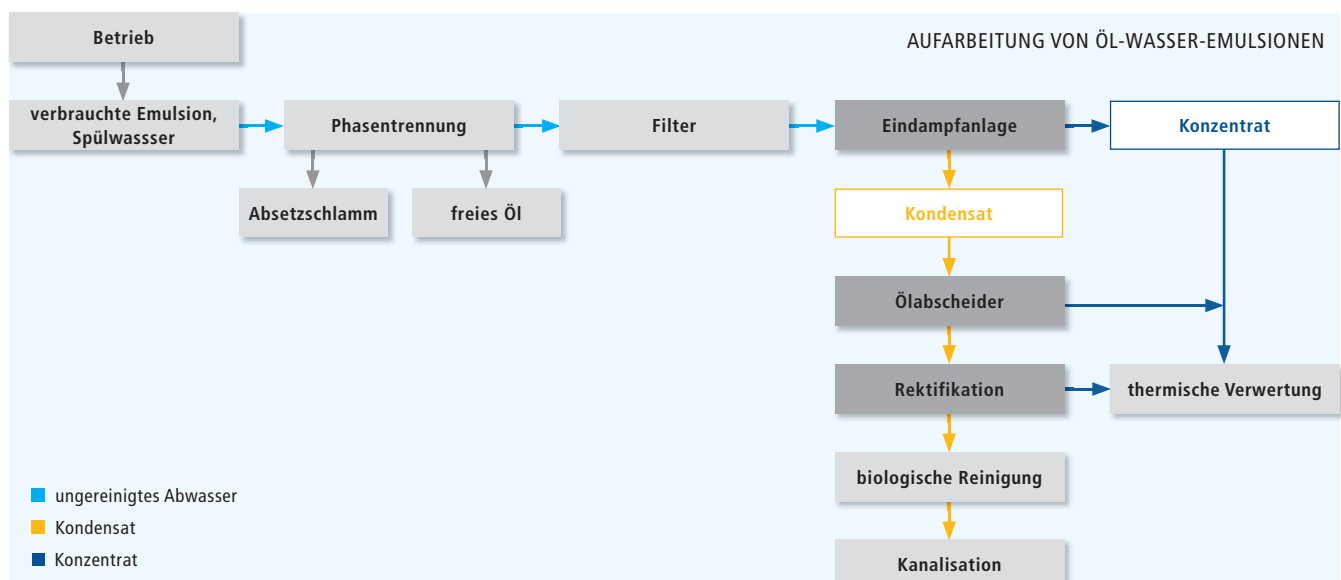 Betrieb
AUFARBEITUNG VON ÖL-WASSER-EMULSIONEN
verbrauchte Emulsion,
Spülwassser
Phasentrennung
Filter
Eindampfanlage
Konzentrat
Absetzschlamm
freies Öl
Kondensat
Ölabscheider
Rektifikation
thermische Verwertung
biologische Reinigung
Kanalisation
ungereinigtes Abwasser
Kondensat
Konzentrat